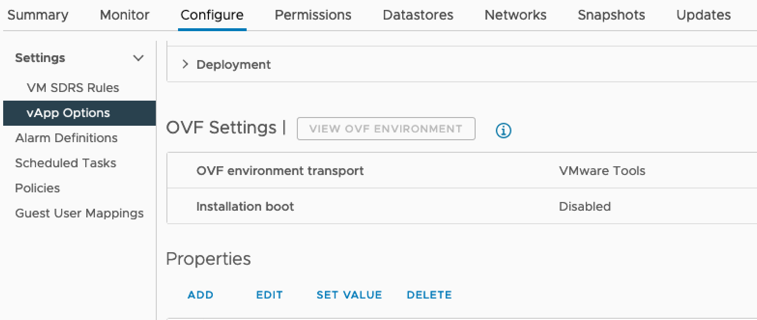 Summary Monitor Configure Permissions Datastores Networks Snapshots Updates
Settings
VM SDRS Rules
vApp Options
Alarm Definitions
Scheduled Tasks
Policies
Guest User Mappings
Deployment
OVF Settings | VIEW OVF ENVIRONMENT
OVF environment transport VMware Tools
Installation boot Disabled
Properties
ADD EDIT SET VALUE DELETE